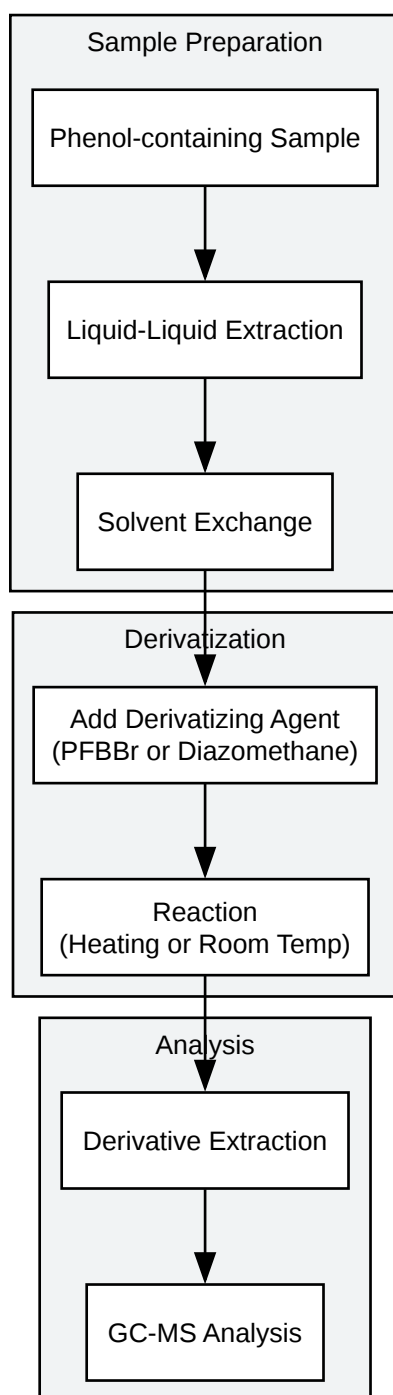 Sample Preparation
Phenol-containing Sample
Liquid-Liquid Extraction
Solvent Exchange
Derivatization
Add Derivatizing Agent
(PFBBr or Diazomethane)
Reaction
(Heating or Room Temp)
Analysis
Derivative Extraction
GC-MS Analysis